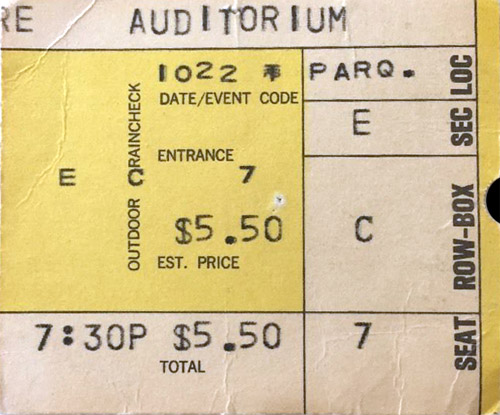 RE AUDITORIUM
1022 T PARQ. LOC
DATE/EVENT CODE
OUTDOOR RAINCHECK
E SEC
ENTRANCE
E C 7
$5.50 C ROW-BOX
EST. PRICE
7:30P $5.50 7 SEAT
TOTAL